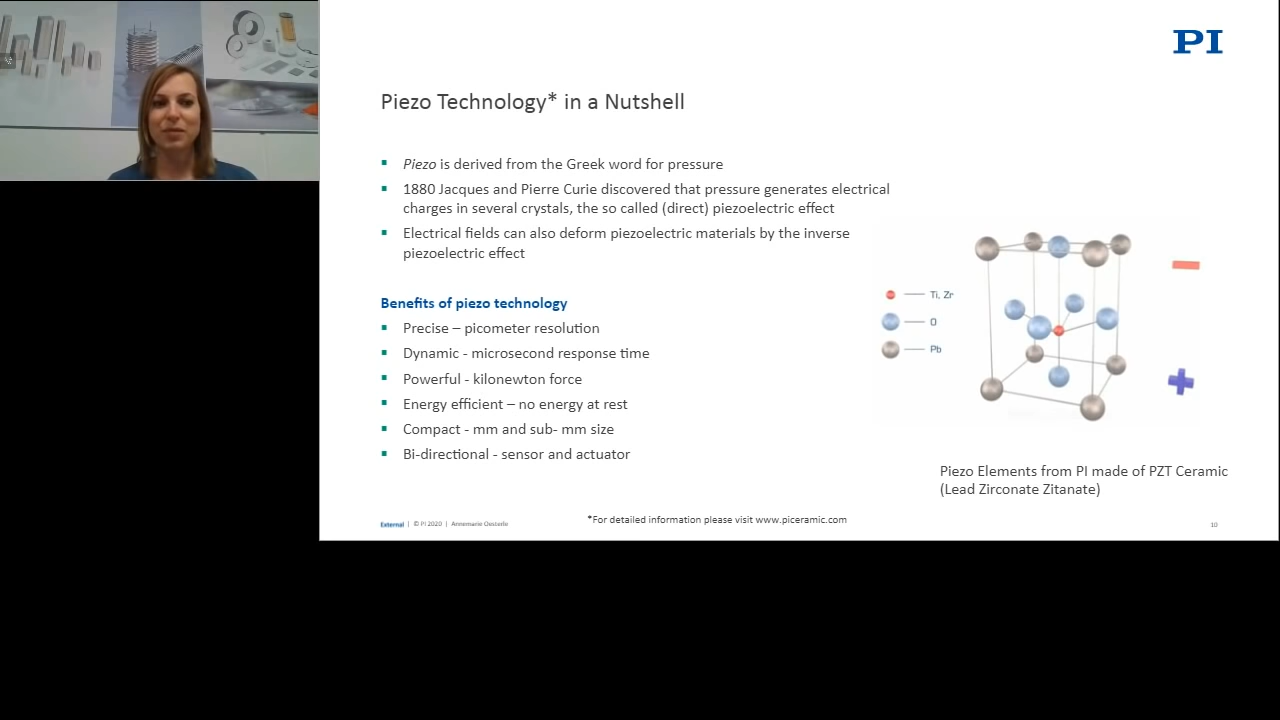 PI
Piezo Technology* in a Nutshell
Piezo is derived from the Greek word for pressure
1880 Jacques and Pierre Curie discovered that pressure generates electrical
charges in several crystals, the so called (direct) piezoelectric effect
Electrical fields can also deform piezoelectric materials by the inverse
piezoelectric effect
Benefits of piezo technology
Precise – picometer resolution
Dynamic - microsecond response time
Powerful - kilonewton force
Energy efficient – no energy at rest
Compact - mm and sub- mm size
Bi-directional - sensor and actuator
Ti, Zr
O
Pb
Piezo Elements from PI made of PZT Ceramic
(Lead Zirconate Zitanate)
*For detailed information please visit www.piceramic.com
External | © PI 2020 | Annemarie Oesterle
10